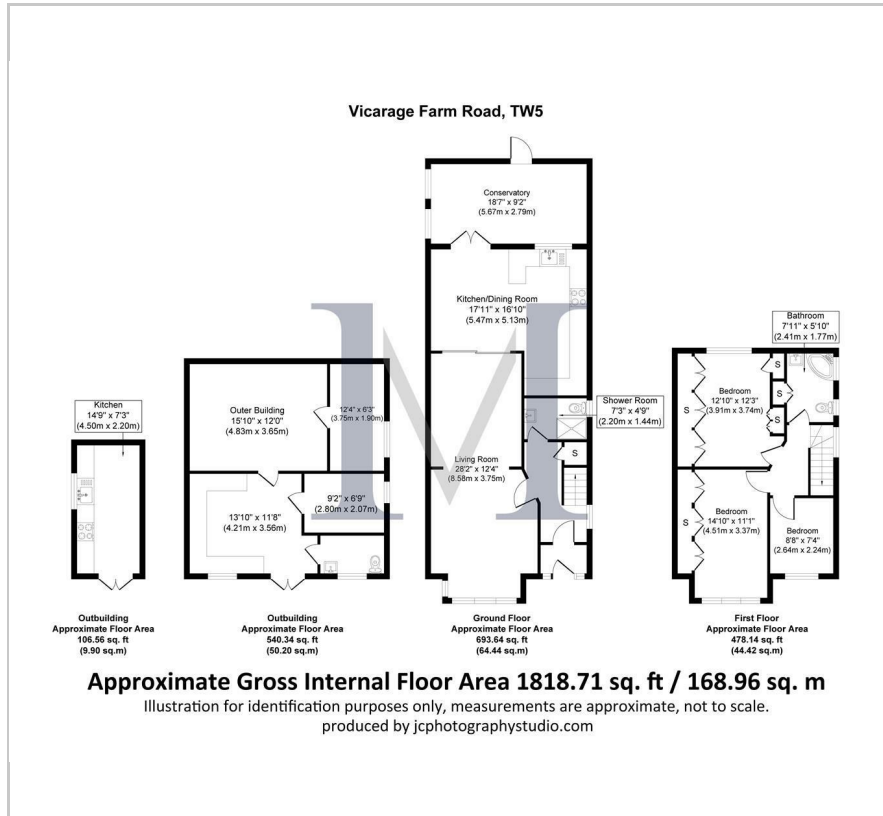 Vicarage Farm Road, TW5
Conservatory
18'7" x 9'2"
(5.67m x 2.79m)
Kitchen/Dining Room
17'11" x 16'10"
(5.47m x 5.13m)
Living Room
28'2" x 12'4"
(8.58m x 3.75m)
Shower Room
7'3" x 4'9"
(2.20m x 1.44m)
S
Kitchen
14'9" x 7'3"
(4.50m x 2.20m)
Outer Building
15'10" x 12'0"
(4.83m x 3.65m)
12'4" x 6'3"
(3.75m x 1.90m)
13'10" x 11'8"
(4.21m x 3.56m)
9'2" x 6'9"
(2.80m x 2.07m)
Bathroom
7'11" x 5'10"
(2.41m x 1.77m)
Bedroom
12'10" x 12'3"
(3.91m x 3.74m)
S
S
S
S
Bedroom
14'10" x 11'1"
(4.51m x 3.37m)
S
Bedroom
8'8" x 7'4"
(2.64m x 2.24m)
M
Outbuilding
Approximate Floor Area
106.56 sq. ft
(9.90 sq.m)
Outbuilding
Approximate Floor Area
540.34 sq. ft
(50.20 sq.m)
Ground Floor
Approximate Floor Area
693.64 sq. ft
(64.44 sq.m)
First Floor
Approximate Floor Area
478.14 sq. ft
(44.42 sq.m)
Approximate Gross Internal Floor Area 1818.71 sq. ft / 168.96 sq. m
Illustration for identification purposes only, measurements are approximate, not to scale.
produced by jcphotographystudio.com